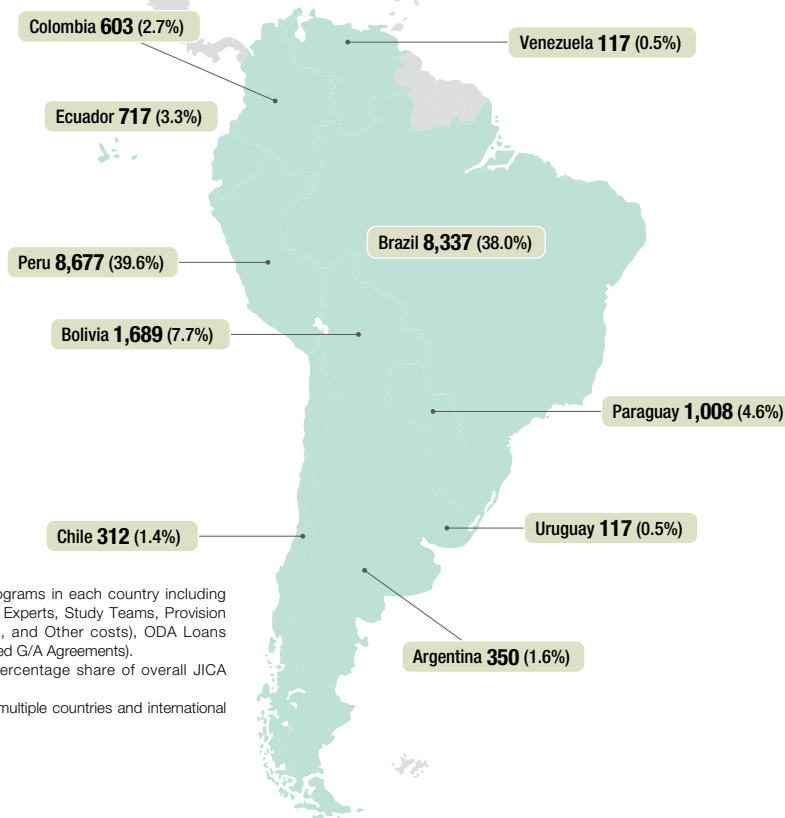 Colombia 603 (2.7%)
Venezuela 117 (0.5%)
Ecuador 717 (3.3%)
Brazil 8,337 (38.0%)
Peru 8,677 (39.6%)
Bolivia 1,689 (7.7%)
Paraguay 1,008 (4.6%)
Chile 312 (1.4%)
Uruguay 117 (0.5%)
Argentina 350 (1.6%)
in each country including
Experts, Study Teams, Provision
, and Other costs), ODA Loans
G/A Agreements).
share of overall JICA
multiple countries and international